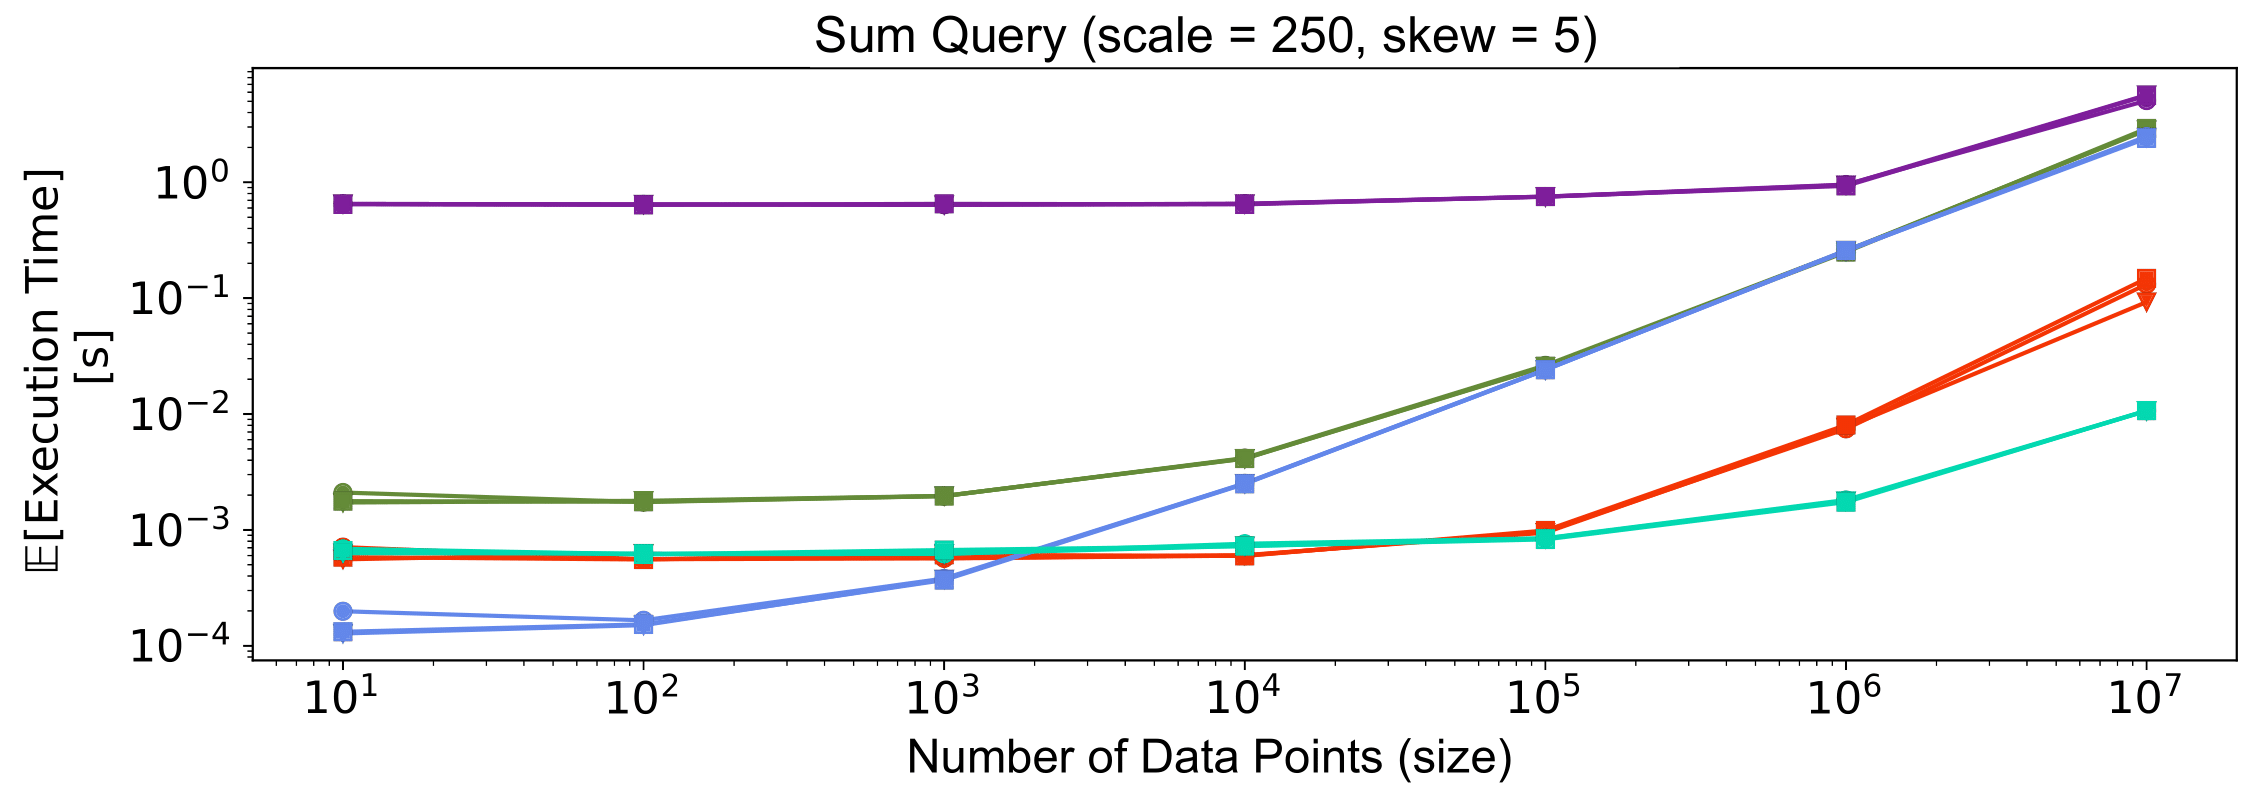 Sum Query (scale = 250, skew = 5)
𝔼[Execution Time]
[s]
10⁰
10⁻¹
10⁻²
10⁻³
10⁻⁴
10¹ 10² 10³ 10⁴ 10⁵ 10⁶ 10⁷
Number of Data Points (size)